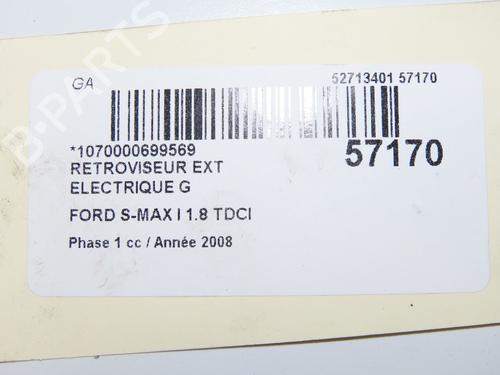 GA
52713401 57170
*1070000699569
57170
RETROVISEUR EXT
ELECTRIQUE G
FORD S-MAX I 1.8 TDCI
Phase 1 cc / Année 2008
B-PARTS